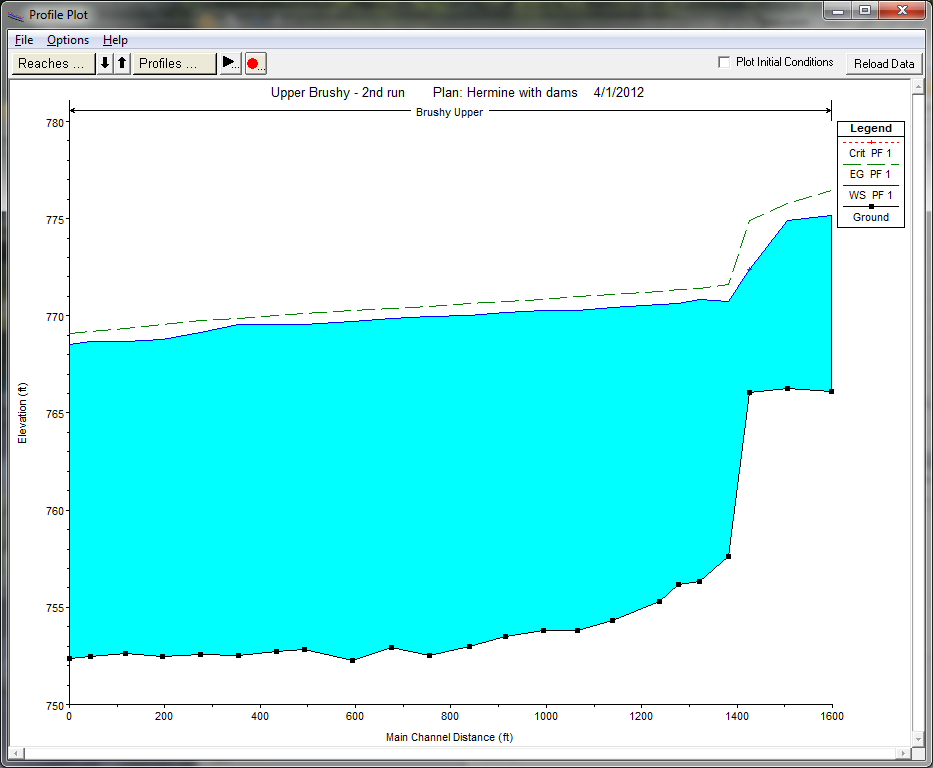 Profile Plot
File Options Help
Reaches ... Profiles ... ... ... Plot Initial Conditions Reload Data
Upper Brushy - 2nd run Plan: Hermine with dams 4/1/2012
Brushy Upper
Legend
Crit PF 1
EG PF 1
WS PF 1
Ground
780
775
770
765
760
755
750
Elevation (ft)
0 200 400 600 800 1000 1200 1400 1600
Main Channel Distance (ft)